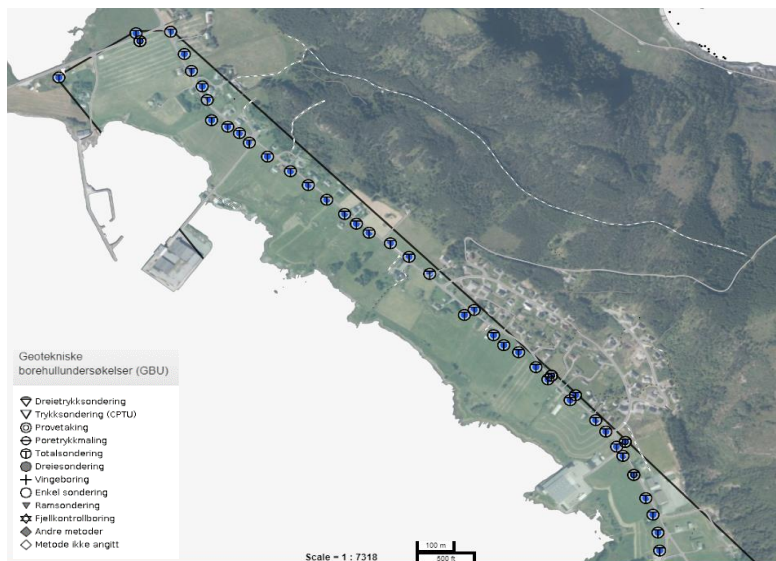 Geotekniske
borehullundersøkelser (GBU)
Dreietrykksondering
Trykksondering (CPTU)
Prøvetaking
Poretrykkmåling
Totalsondering
Dreiesondering
Vingeboring
Enkel sondering
Ramsondering
Fjellkontrollboring
Andre metoder
Metode ikke angitt
Scale = 1 : 7318
100 m
500 ft